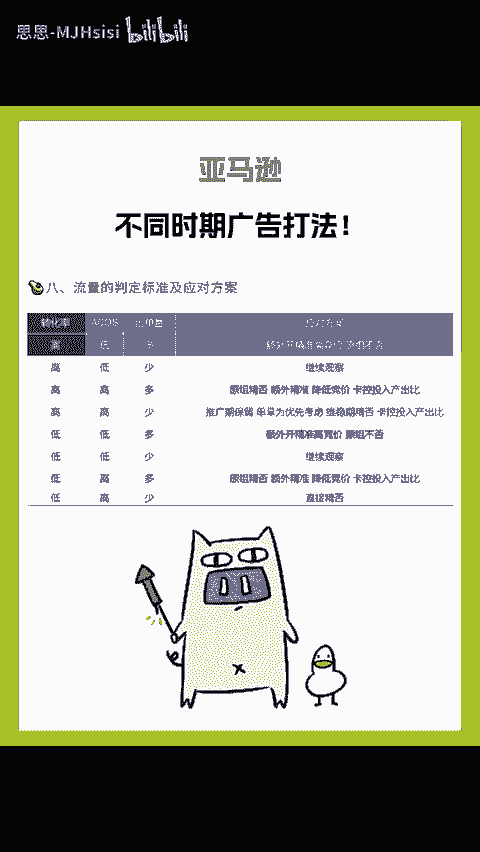 思思-MJHsisi bilibili
亚马逊
不同时期广告打法!
八、流量的判定标准及应对方案
转化率 ACOS 出单量 应对方案
高 低 多
高 低 少 继续观察
高 高 多 原组精否 额外精准 降低竞价 卡控投入产出比
高 高 少 推广期保留 单单为优先考虑 维稳期精否 卡控投入产出比
低 低 多 额外开精准高竞价 原组不否
低 低 少 继续观察
低 高 多 原组精否 额外精准 降低竞价 卡控投入产出比
低 高 少 直接精否